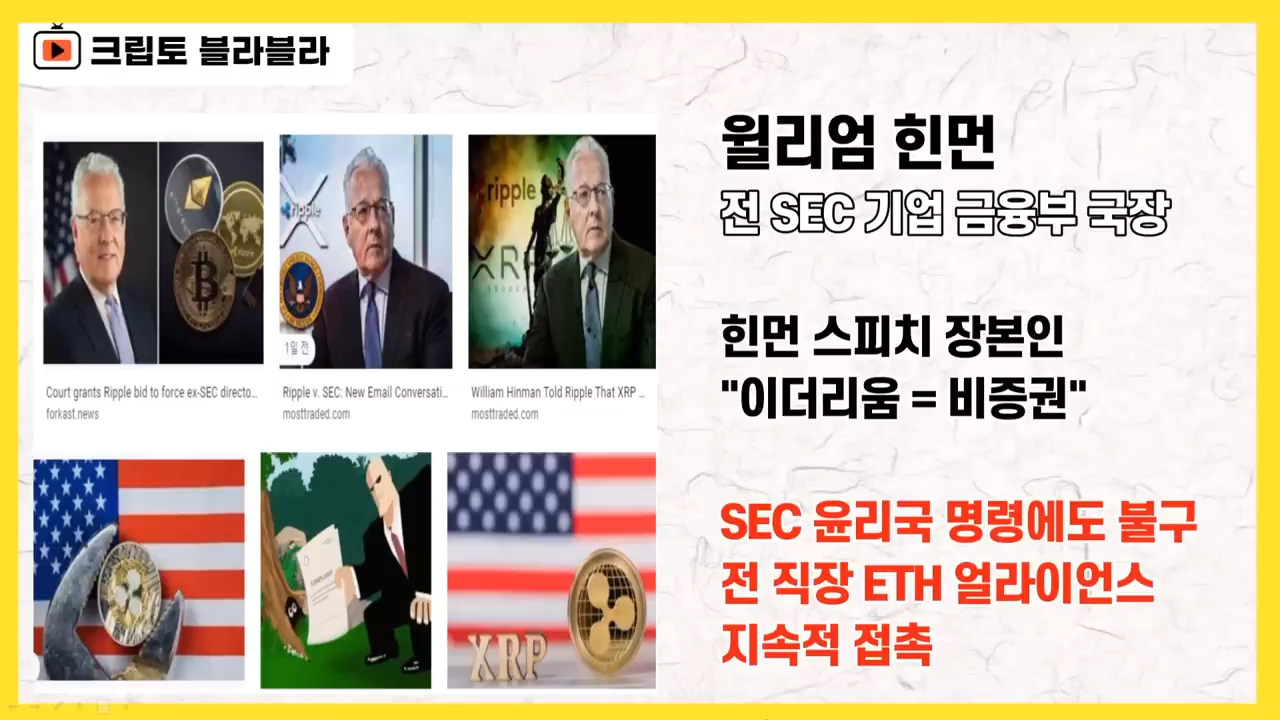 크립토 블라블라
윌리엄 힌먼
전 SEC 기업 금융부 국장
힌먼 스피치 장본인
"이더리움 = 비증권"
SEC 윤리국 명령에도 불구
전 직장 ETH 얼라이언스
지속적 접촉
ripple
1일 전
ripple
XRP
Court grants Ripple bid to force ex-SEC directo...
forkast.news
Ripple v. SEC: New Email Conversati...
mosttraded.com
William Hinman Told Ripple That XRP ...
mosttraded.com
XRP